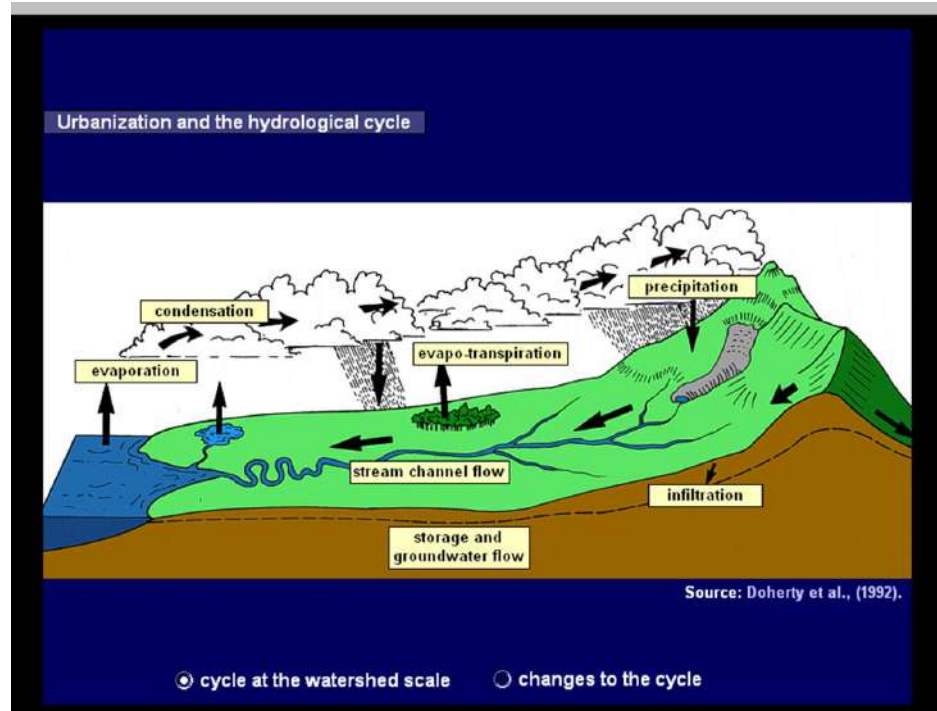 Urbanization and the hydrological cycle
precipitation
condensation
evapo-transpiration
evaporation
stream channel flow
infiltration
storage and
groundwater flow
Source: Doherty et al., (1992).
cycle at the watershed scale
changes to the cycle